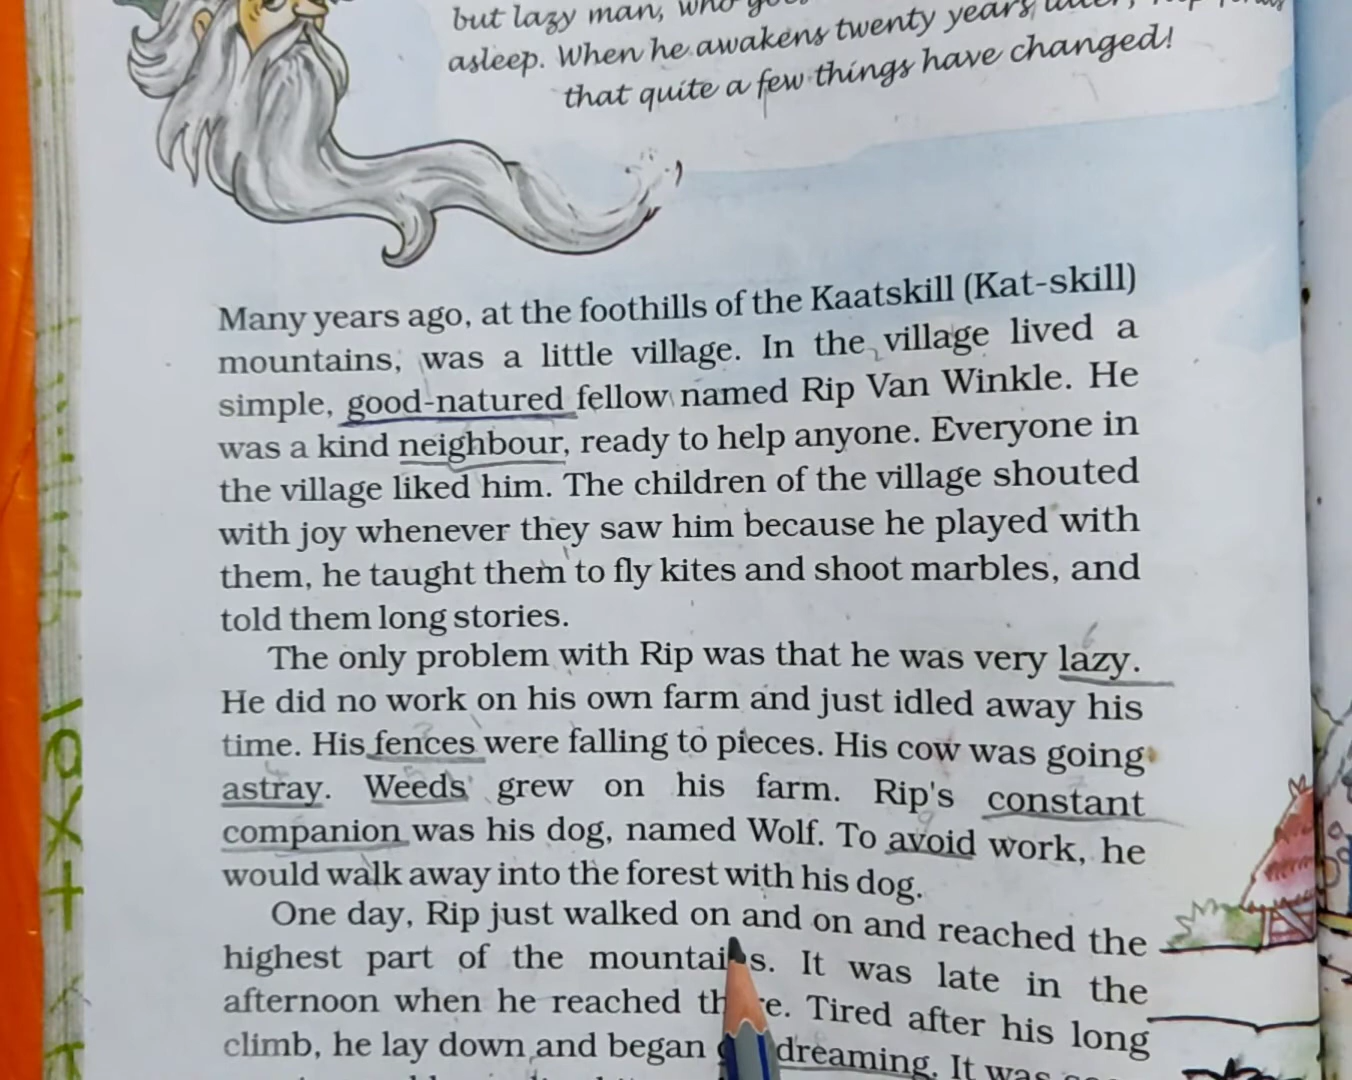 but lazy man, who
asleep. When he awakens twenty years later, Rip finds
that quite a few things have changed!
Many years ago, at the foothills of the Kaatskill (Kat-skill)
mountains, was a little village. In the village lived a
simple, good-natured fellow named Rip Van Winkle. He
was a kind neighbour, ready to help anyone. Everyone in
the village liked him. The children of the village shouted
with joy whenever they saw him because he played with
them, he taught them to fly kites and shoot marbles, and
told them long stories.
The only problem with Rip was that he was very lazy.
He did no work on his own farm and just idled away his
time. His fences were falling to pieces. His cow was going
astray. Weeds grew on his farm. Rip's constant
companion was his dog, named Wolf. To avoid work, he
would walk away into the forest with his dog.
One day, Rip just walked on and on and reached the
highest part of the mountains. It was late in the
afternoon when he reached there. Tired after his long
climb, he lay down and began dreaming. It was
text